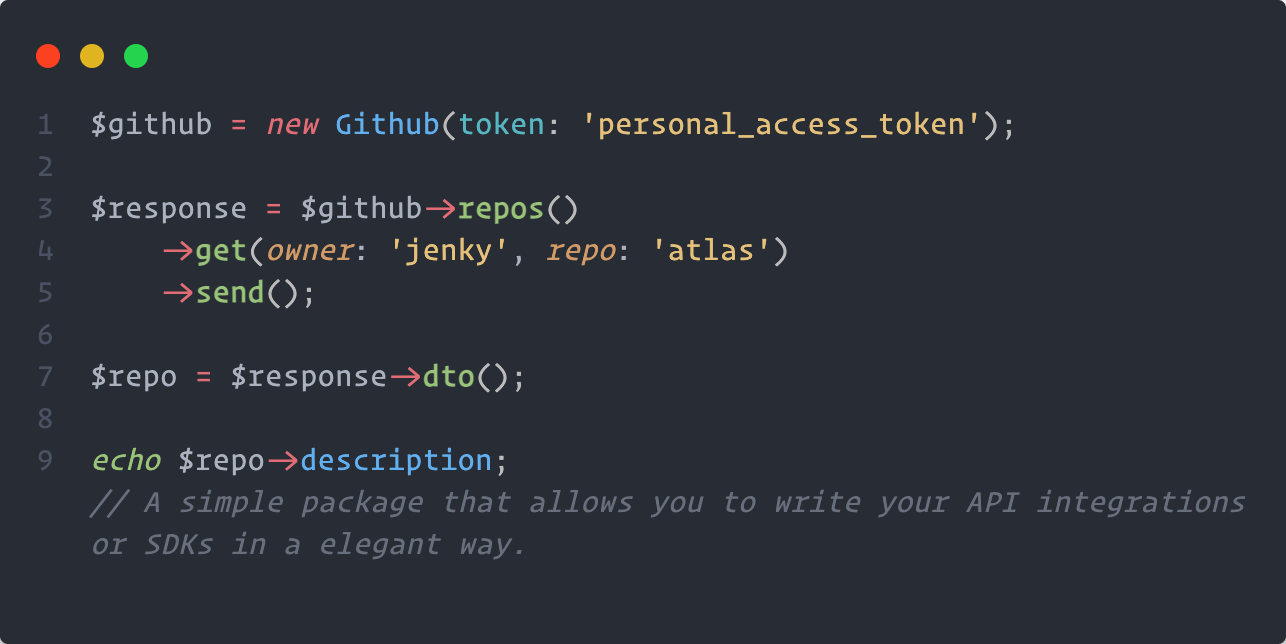 1 $github = new Github(token: 'personal_access_token');
2
3 $response = $github->repos()
4     ->get(owner: 'jenky', repo: 'atlas')
5     ->send();
6
7 $repo = $response->dto();
8
9 echo $repo->description;
// A simple package that allows you to write your API integrations
or SDKs in a elegant way.